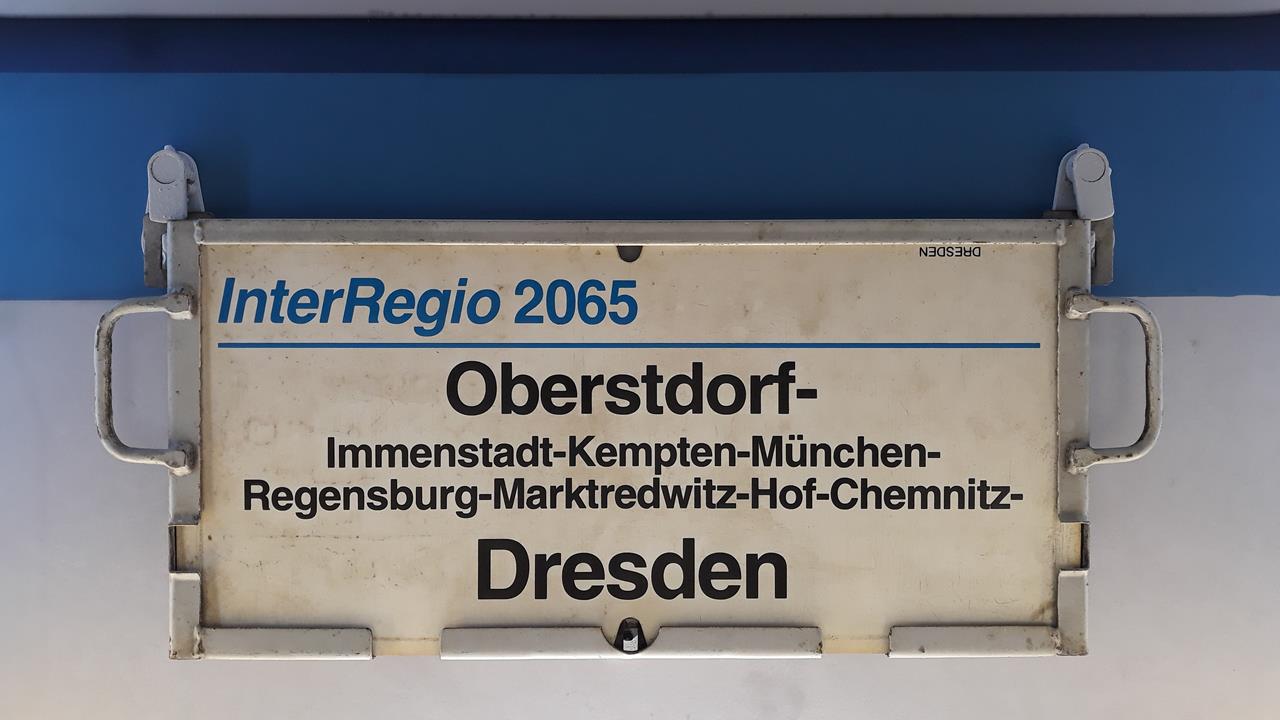 DRESDEN
InterRegio 2065
Oberstdorf-
Immenstadt-Kempten-München-
Regensburg-Marktredwitz-Hof-Chemnitz-
Dresden